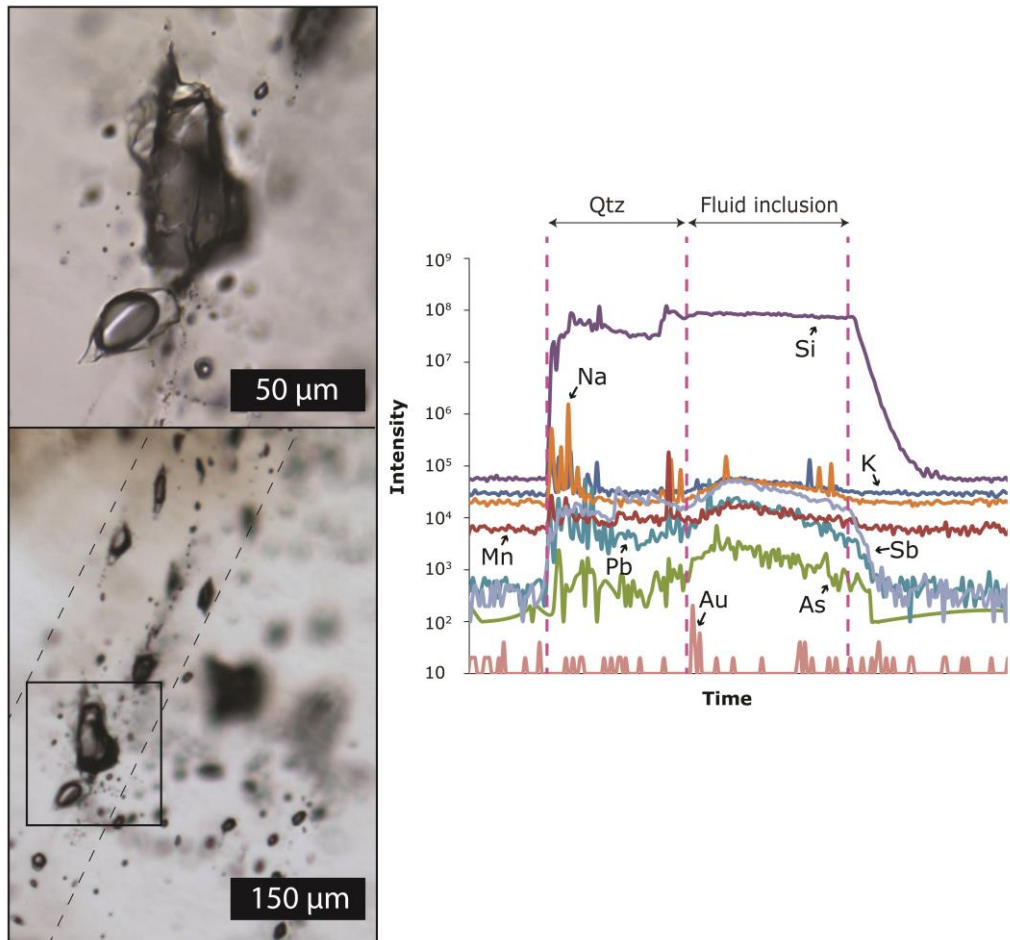 50 µm
150 µm
Qtz
Fluid inclusion
10⁹
10⁸
10⁷
10⁶
10⁵
10⁴
10³
10²
10
Intensity
Si
Na
K
Mn
Pb
Sb
As
Au
Time